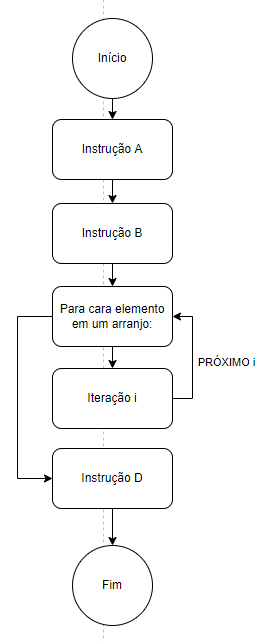 Início
Instrução A
Instrução B
Para cara elemento
em um arranjo:
PRÓXIMO i
Iteração i
Instrução D
Fim